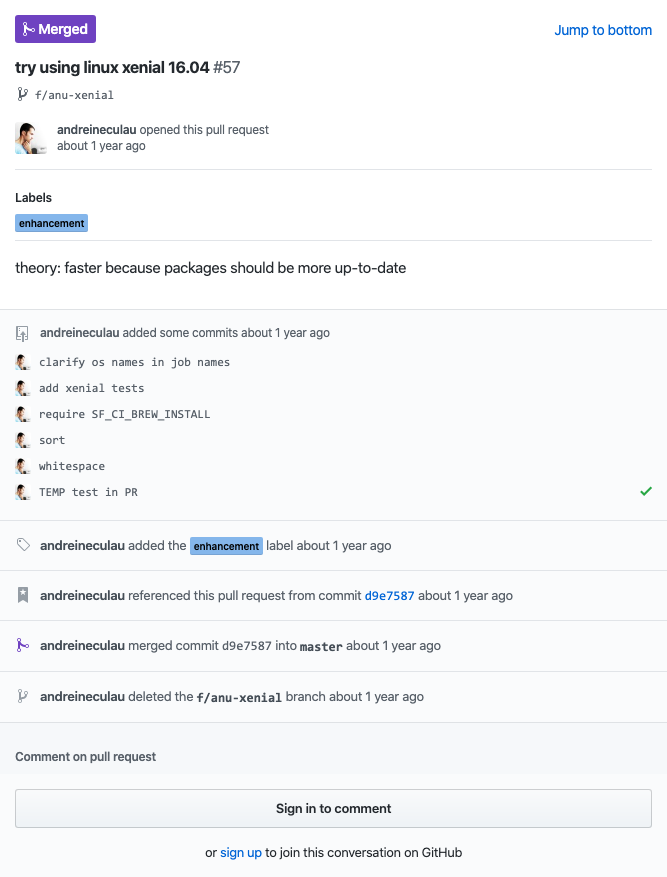 Merged
Jump to bottom
try using linux xenial 16.04 #57
f/anu-xenial
andreineculau opened this pull request
about 1 year ago
Labels
enhancement
theory: faster because packages should be more up-to-date
andreineculau added some commits about 1 year ago
clarify os names in job names
add xenial tests
require SF_CI_BREW_INSTALL
sort
whitespace
TEMP test in PR
andreineculau added the enhancement label about 1 year ago
andreineculau referenced this pull request from commit d9e7587 about 1 year ago
andreineculau merged commit d9e7587 into master about 1 year ago
andreineculau deleted the f/anu-xenial branch about 1 year ago
Comment on pull request
Sign in to comment
or sign up to join this conversation on GitHub